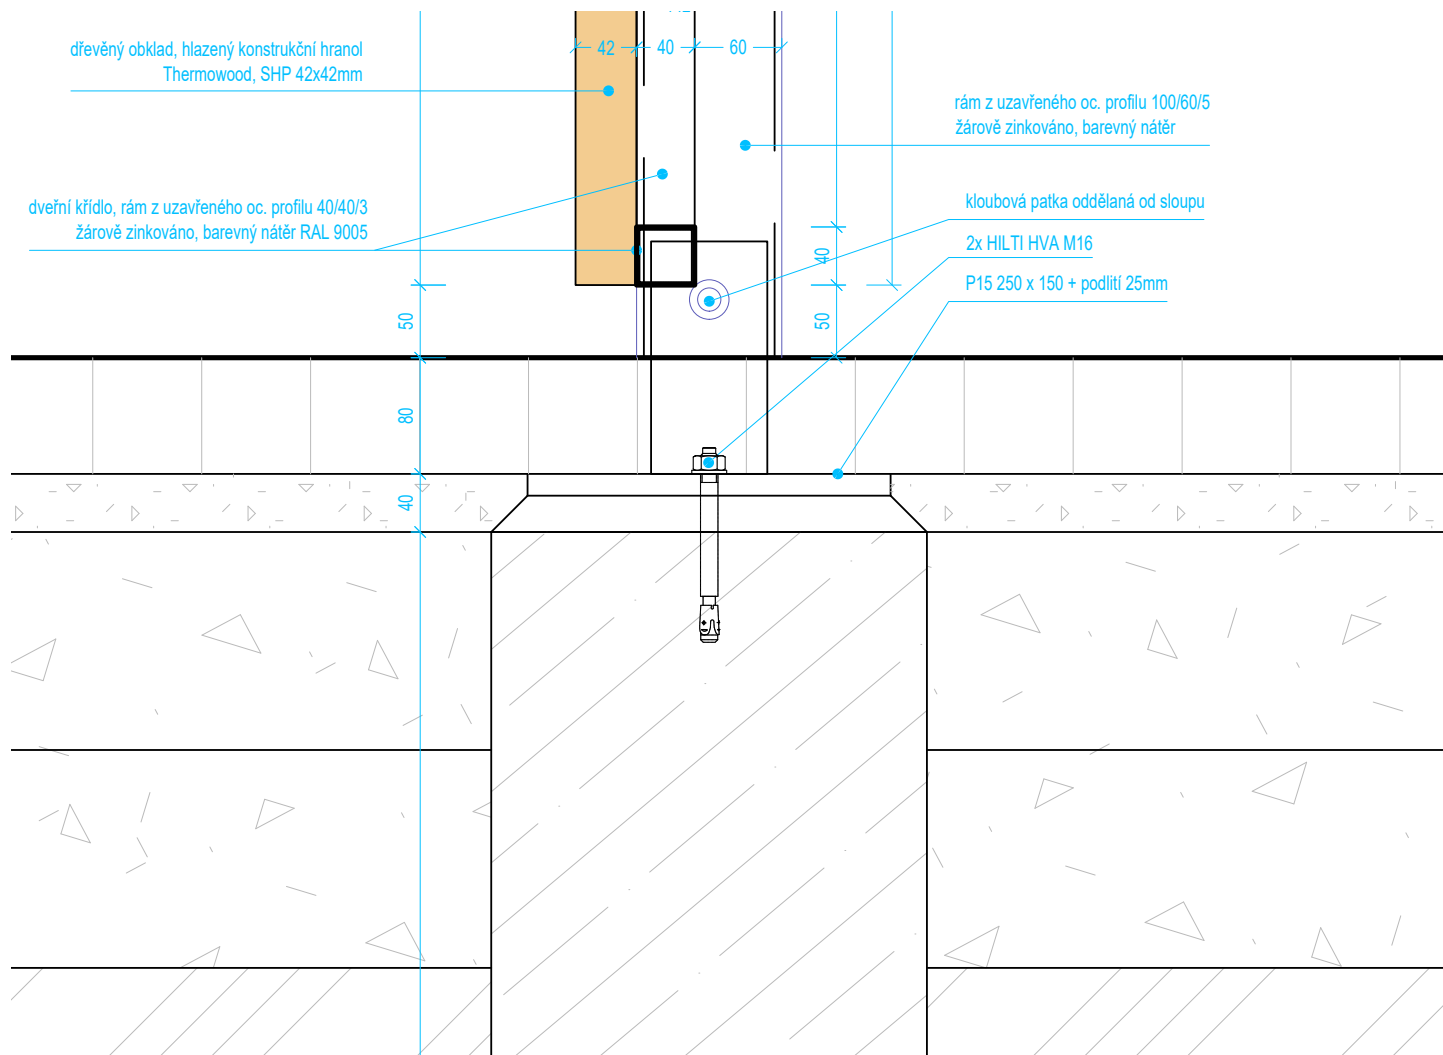 42
40
60
dřevěný obklad, hlazený konstrukční hranol
Thermowood, SHP 42x42mm
rám z uzavřeného oc. profilu 100/60/5
žárově zinkováno, barevný nátěr
dveřní křídlo, rám z uzavřeného oc. profilu 40/40/3
žárově zinkováno, barevný nátěr RAL 9005
kloubová patka oddělaná od sloupu
2x HILTI HVA M16
P15 250 x 150 + podlití 25mm
40
50
50
80
40